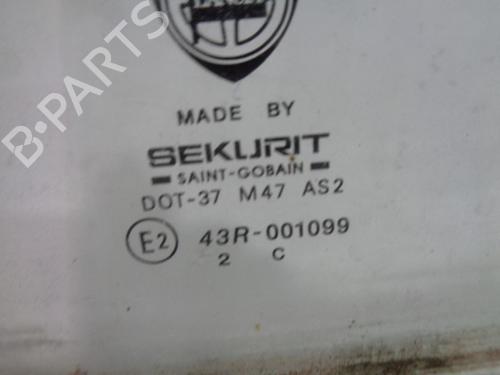 B-PARTS
MADE BY
SEKURIT
SAINT-GOBAIN
DOT-37 M47 AS2
E2 43R-001099
2 C